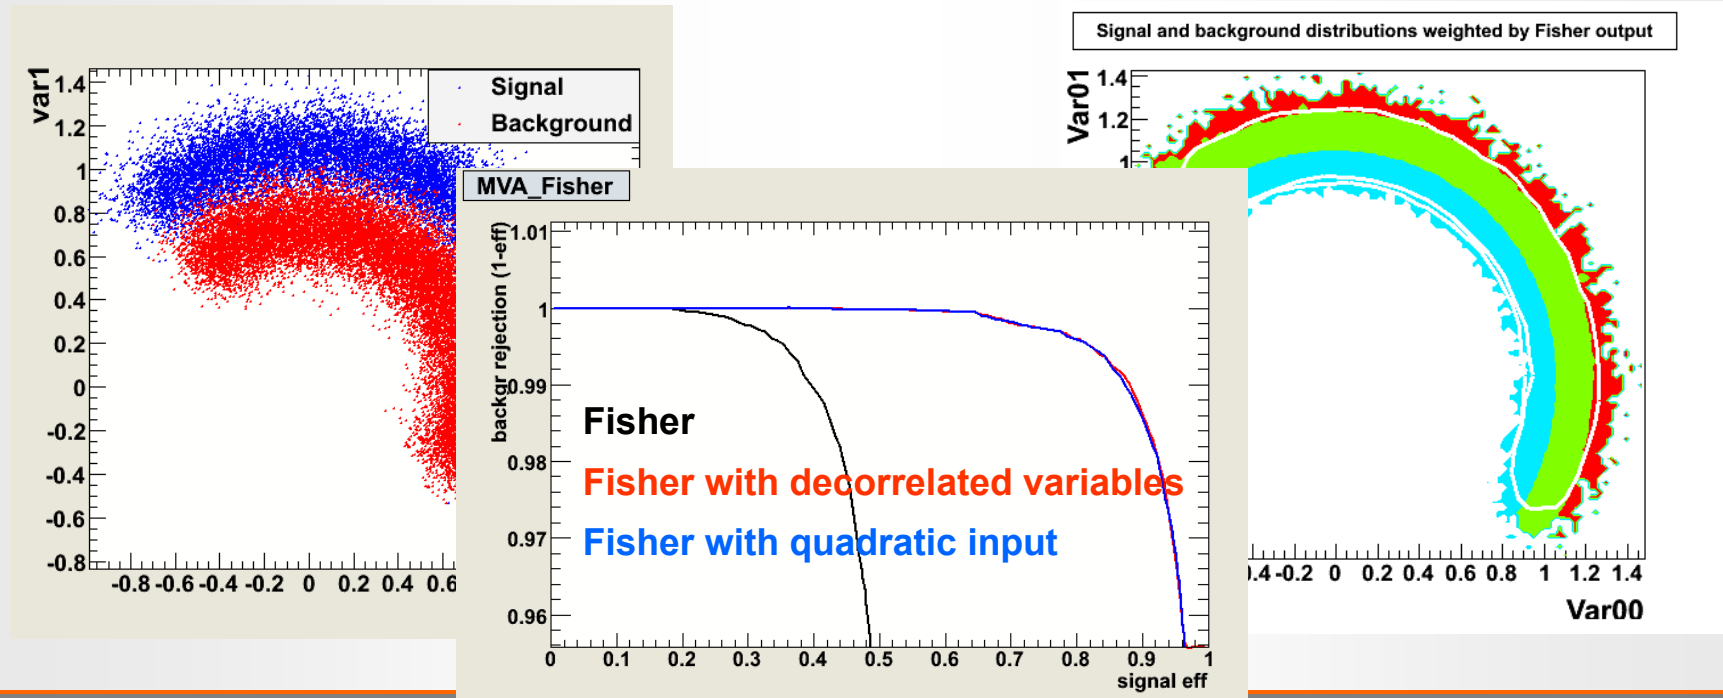 var1
1.4
1.2
1
0.8
0.6
0.4
0.2
0
-0.2
-0.4
-0.6
-0.8
-0.8 -0.6 -0.4 -0.2 0 0.2 0.4 0.6
Signal
Background
MVA_Fisher
backgr rejection (1-eff)
1.01
1
0.99
0.98
0.97
0.96
Fisher
Fisher with decorrelated variables
Fisher with quadratic input
0 0.1 0.2 0.3 0.4 0.5 0.6 0.7 0.8 0.9 1
signal eff
Signal and background distributions weighted by Fisher output
Var01
1.4
1.2
1
.4 -0.2 0 0.2 0.4 0.6 0.8 1 1.2 1.4
Var00